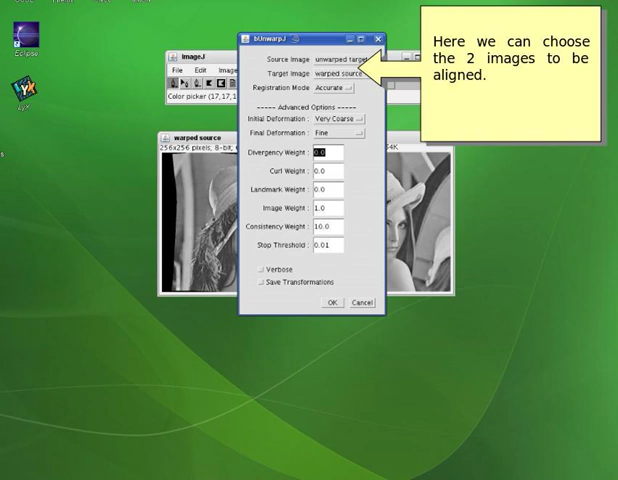 Eclipse
LyX
ImageJ
File Edit Image
Color picker (17,17,1
warped source
256x256 pixels; 8-bit;
54K
bUnwarpJ
Source Image unwarped target
Target Image warped source
Registration Mode Accurate
----- Advanced Options -----
Initial Deformation : Very Coarse
Final Deformation : Fine
Divergency Weight : 0.0
Curl Weight : 0.0
Landmark Weight : 0.0
Image Weight : 1.0
Consistency Weight : 10.0
Stop Threshold : 0.01
Verbose
Save Transformations
OK Cancel
Here we can choose
the 2 images to be
aligned.